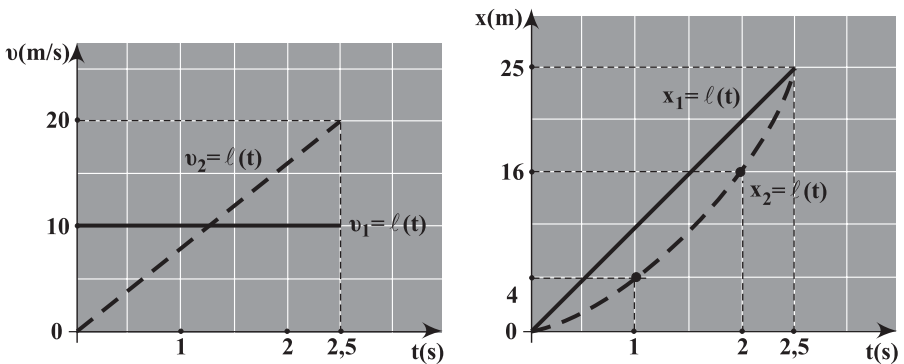 υ(m/s)
20
10
0
υ₂= ℓ(t)
υ₁= ℓ(t)
1
2
2,5
t(s)
x(m)
25
16
4
0
x₁= ℓ(t)
x₂= ℓ(t)
1
2
2,5
t(s)